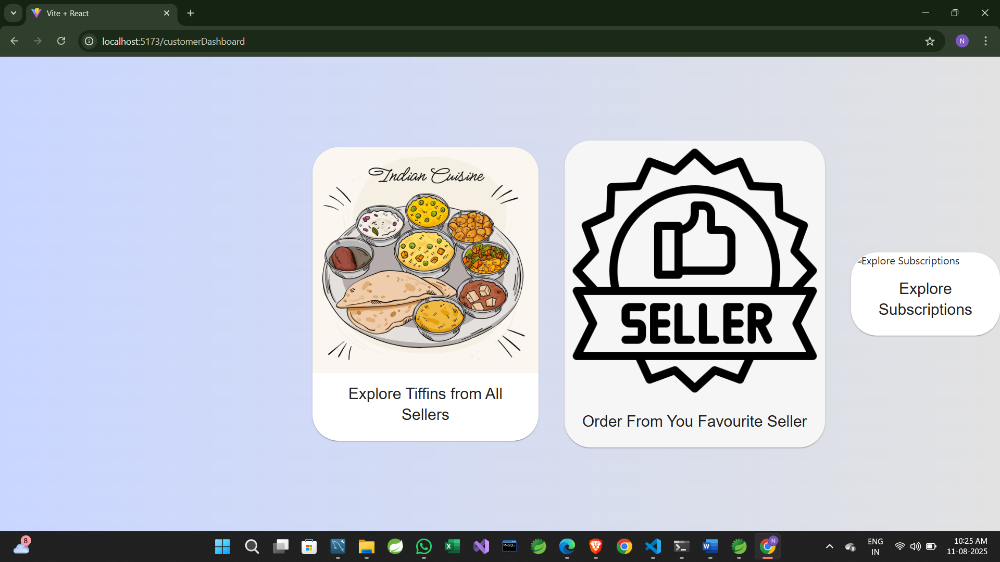 Vite + React
localhost:5173/customerDashboard
N
Indian Cuisine
SELLER
Explore Subscriptions
Explore
Subscriptions
Explore Tiffins from All
Sellers
Order From You Favourite Seller
8
MySQL
N
ENG
IN
10:25 AM
11-08-2025